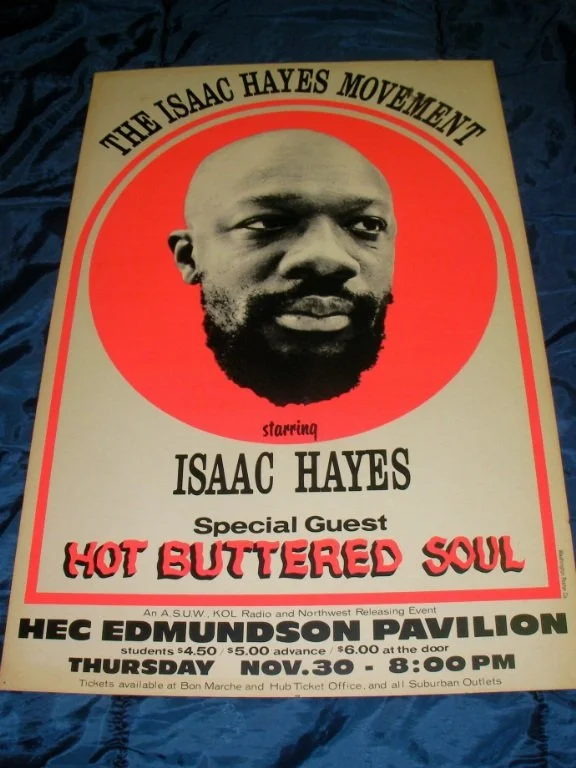 THE ISAAC HAYES MOVEMENT
starring
ISAAC HAYES
Special Guest
HOT BUTTERED SOUL
An A.S.U.W., KOL Radio and Northwest Releasing Event
HEC EDMUNDSON PAVILION
students $4.50 / $5.00 advance / $6.00 at the door
THURSDAY NOV. 30 - 8:00 PM
Tickets available at Bon Marche and Hub Ticket Office, and all Suburban Outlets